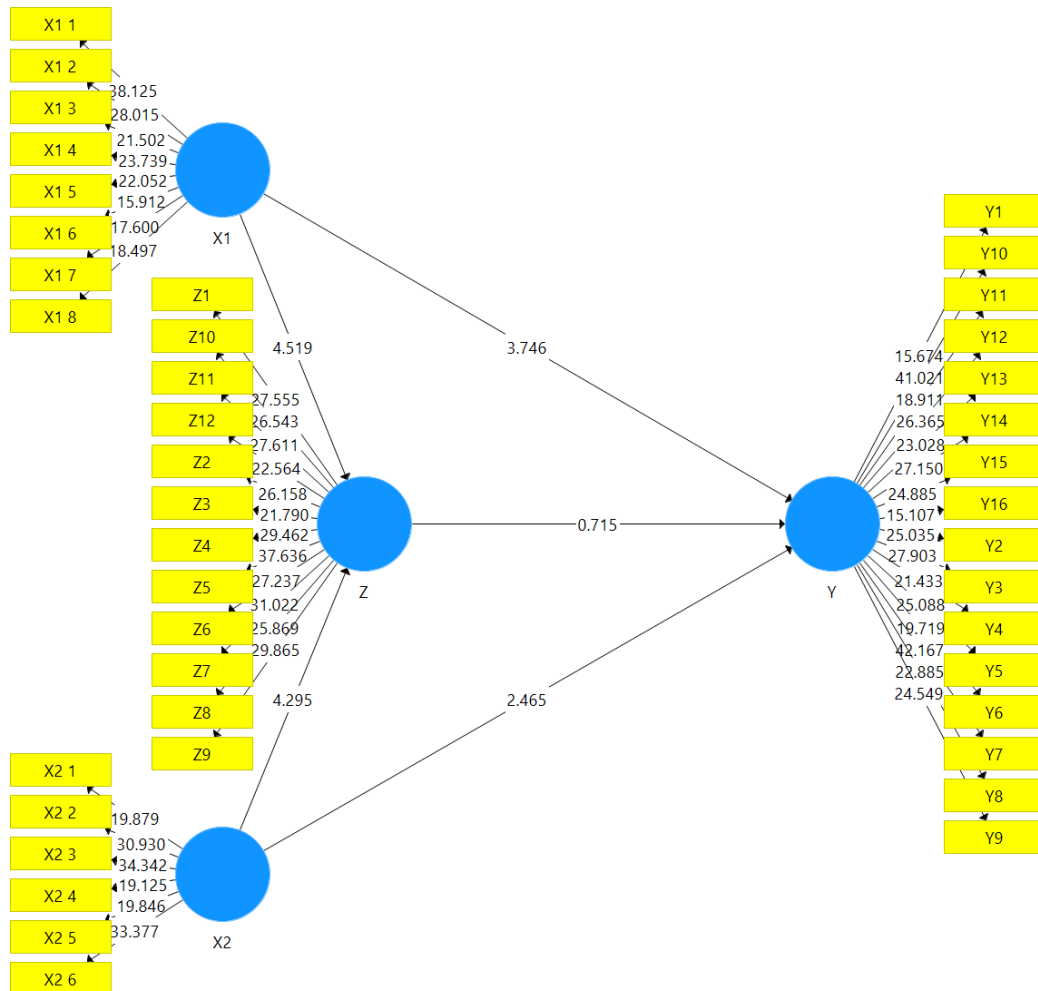 X1 1
X1 2
X1 3
X1 4
X1 5
X1 6
X1 7
X1 8
38.125
28.015
21.502
23.739
22.052
15.912
17.600
18.497
X1
Z1
Z10
Z11
Z12
Z2
Z3
Z4
Z5
Z6
Z7
Z8
Z9
27.555
26.543
27.611
22.564
26.158
21.790
29.462
37.636
27.237
31.022
25.869
29.865
Z
4.519
3.746
0.715
4.295
2.465
X2 1
X2 2
X2 3
X2 4
X2 5
X2 6
19.879
30.930
34.342
19.125
19.846
33.377
X2
Y
15.674
41.021
18.911
26.365
23.028
27.150
24.885
15.107
25.035
27.903
21.433
25.088
19.719
42.167
22.885
24.549
Y1
Y10
Y11
Y12
Y13
Y14
Y15
Y16
Y2
Y3
Y4
Y5
Y6
Y7
Y8
Y9